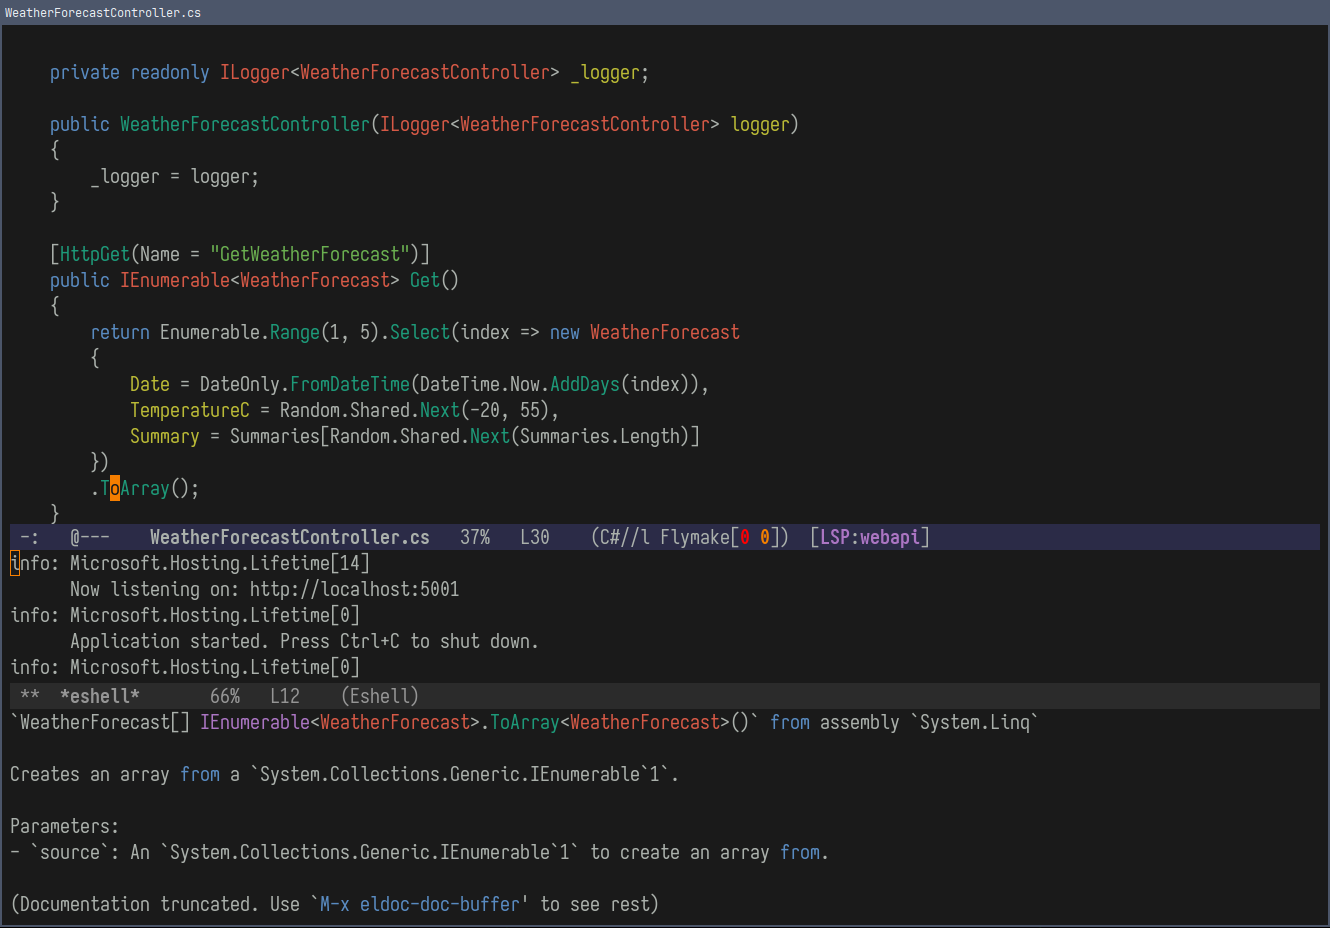 WeatherForecastController.cs
private readonly ILogger<WeatherForecastController> _logger;
public WeatherForecastController(ILogger<WeatherForecastController> logger)
{
_logger = logger;
}
[HttpGet(Name = "GetWeatherForecast")]
public IEnumerable<WeatherForecast> Get()
{
return Enumerable.Range(1, 5).Select(index => new WeatherForecast
{
Date = DateOnly.FromDateTime(DateTime.Now.AddDays(index)),
TemperatureC = Random.Shared.Next(-20, 55),
Summary = Summaries[Random.Shared.Next(Summaries.Length)]
})
.ToArray();
}
-:   @---    WeatherForecastController.cs   37%   L30    (C#//l Flymake[0 0])  [LSP:webapi]
info: Microsoft.Hosting.Lifetime[14]
Now listening on: http://localhost:5001
info: Microsoft.Hosting.Lifetime[0]
Application started. Press Ctrl+C to shut down.
info: Microsoft.Hosting.Lifetime[0]
**  *eshell*       66%   L12    (Eshell)
`WeatherForecast[] IEnumerable<WeatherForecast>.ToArray<WeatherForecast>()` from assembly `System.Linq`
Creates an array from a `System.Collections.Generic.IEnumerable`1`.
Parameters:
- `source`: An `System.Collections.Generic.IEnumerable`1` to create an array from.
(Documentation truncated. Use `M-x eldoc-doc-buffer' to see rest)